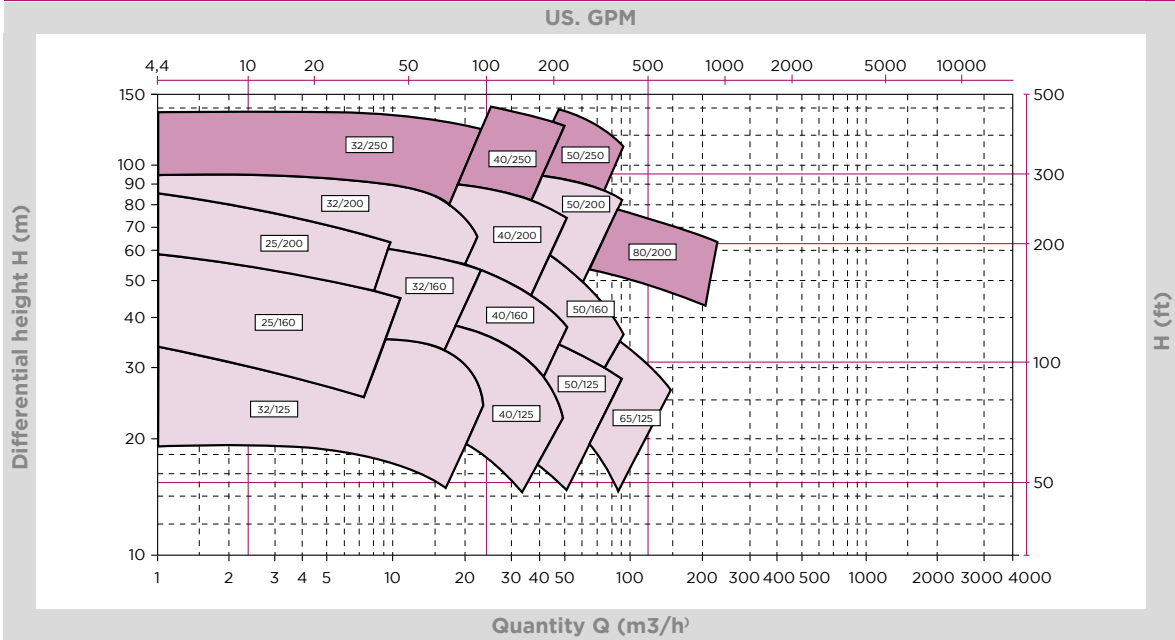 US. GPM
4,4 10 20 50 100 200 500 1000 2000 5000 10000
150 500
32/250 40/250 50/250
100
90 300
80 32/200 50/200
70 40/200
60 25/200 80/200 200
50 32/160
40 25/160 40/160 50/160
30 100
50/125
32/125 40/125 65/125
20
50
10
1 2 3 4 5 10 20 30 40 50 100 200 300 400 500 1000 2000 3000 4000
Differential height H (m)
H (ft)
Quantity Q (m3/h)